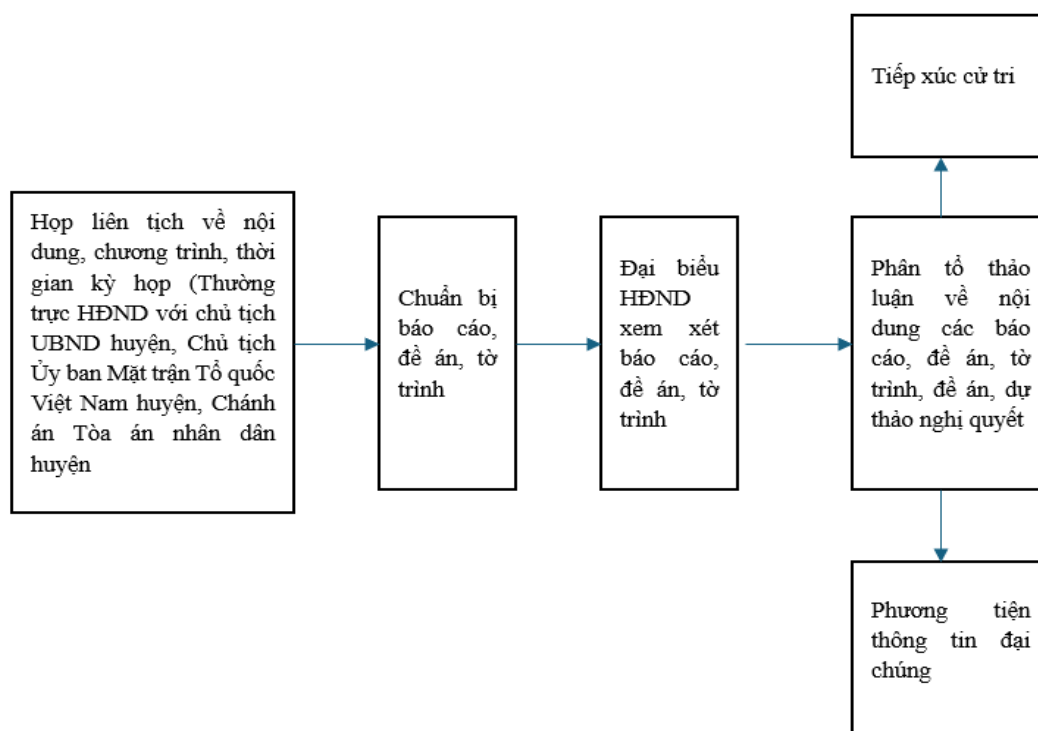 Tiếp xúc cử tri
Họp liên tịch về nội
dung, chương trình, thời
gian kỳ họp (Thường
trực HĐND với chủ tịch
UBND huyện, Chủ tịch
Ủy ban Mặt trận Tổ quốc
Việt Nam huyện, Chánh
án Tòa án nhân dân
huyện
Chuẩn bị
báo cáo,
đề án, tờ
trình
Đại biểu
HĐND
xem xét
báo cáo,
đề án, tờ
trình
Phân tổ thảo
luận về nội
dung các báo
cáo, đề án, tờ
trình, đề án, dự
thảo nghị quyết
Phương tiện
thông tin đại
chúng